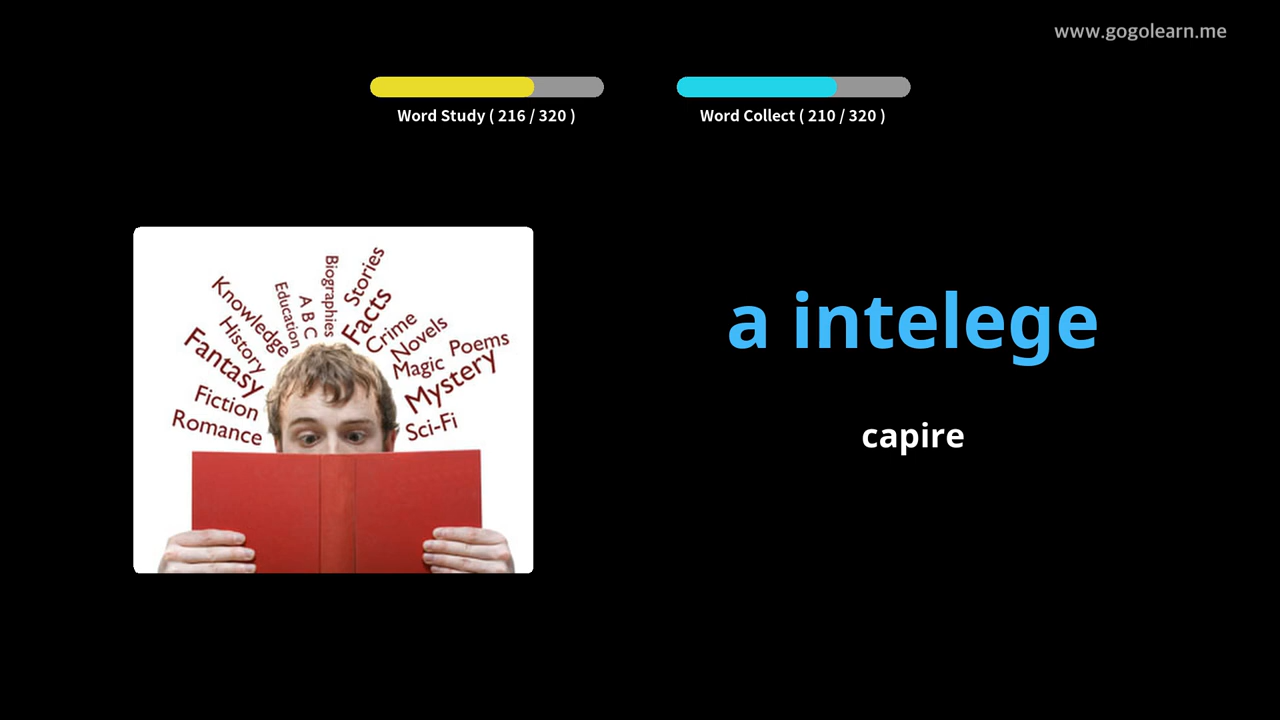 www.gogolearn.me
Word Study ( 216 / 320 )
Word Collect ( 210 / 320 )
Knowledge
History
Fantasy
Fiction
Romance
Education
A B C
Biographies
Stories
Facts
Crime
Novels
Magic
Poems
Mystery
Sci-Fi
a intelege
capire